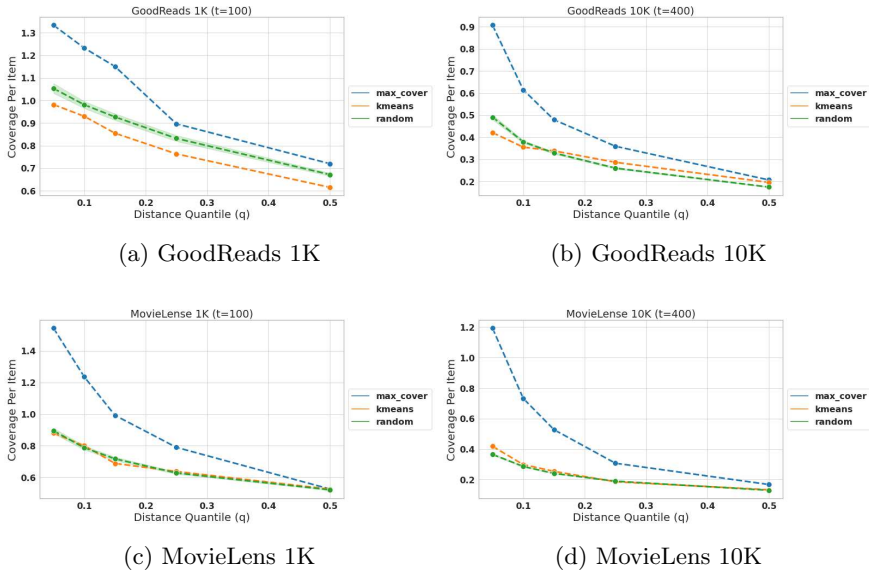 GoodReads 1K (t=100)
Coverage Per Item
1.3
1.2
1.1
1.0
0.9
0.8
0.7
0.6
0.1 0.2 0.3 0.4 0.5
Distance Quantile (q)
max_cover
kmeans
random
(a) GoodReads 1K
GoodReads 10K (t=400)
Coverage Per Item
0.9
0.8
0.7
0.6
0.5
0.4
0.3
0.2
0.1 0.2 0.3 0.4 0.5
Distance Quantile (q)
max_cover
kmeans
random
(b) GoodReads 10K
MovieLense 1K (t=100)
Coverage Per Item
1.4
1.2
1.0
0.8
0.6
0.1 0.2 0.3 0.4 0.5
Distance Quantile (q)
max_cover
kmeans
random
(c) MovieLens 1K
MovieLense 10K (t=400)
Coverage Per Item
1.2
1.0
0.8
0.6
0.4
0.2
0.1 0.2 0.3 0.4 0.5
Distance Quantile (q)
max_cover
kmeans
random
(d) MovieLens 10K